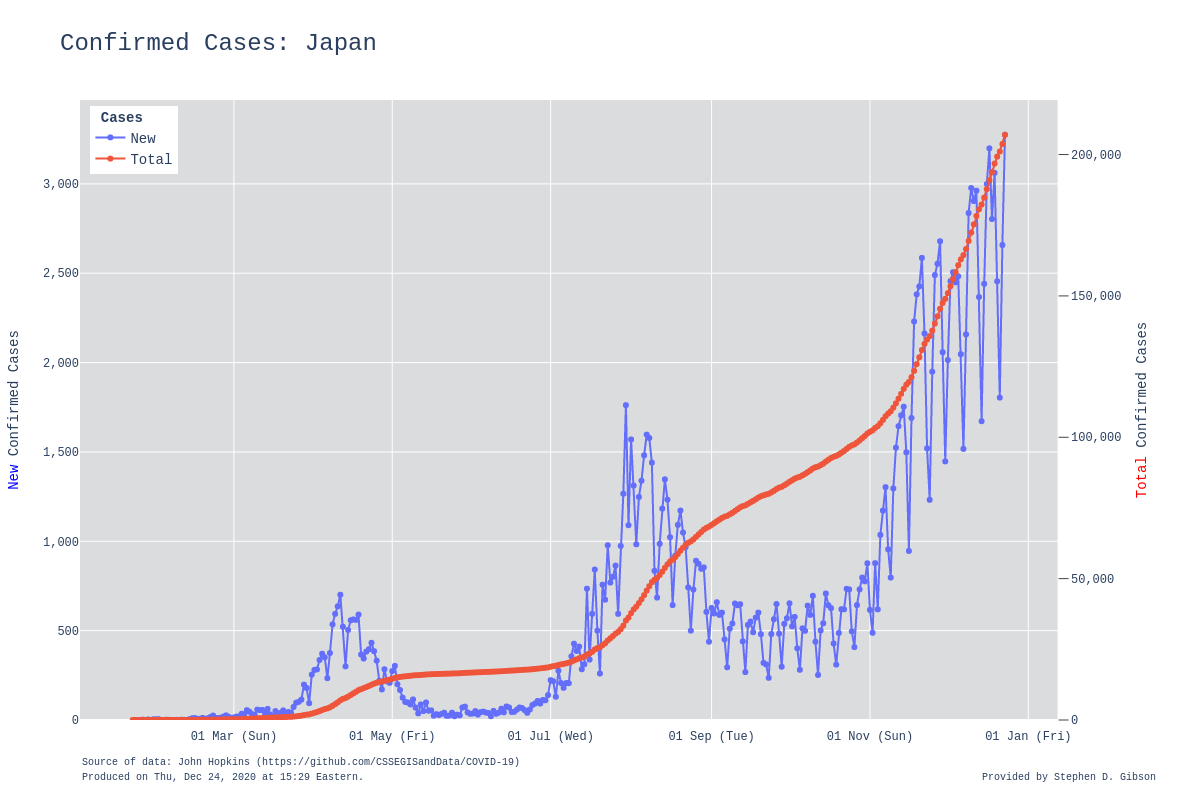 Confirmed Cases: Japan
Cases
New
Total
3,000
2,500
2,000
1,500
1,000
500
0
200,000
150,000
100,000
50,000
0
New Confirmed Cases
Total Confirmed Cases
01 Mar (Sun)
01 May (Fri)
01 Jul (Wed)
01 Sep (Tue)
01 Nov (Sun)
01 Jan (Fri)
Source of data: John Hopkins (https://github.com/CSSEGISandData/COVID-19)
Produced on Thu, Dec 24, 2020 at 15:29 Eastern.
Provided by Stephen D. Gibson